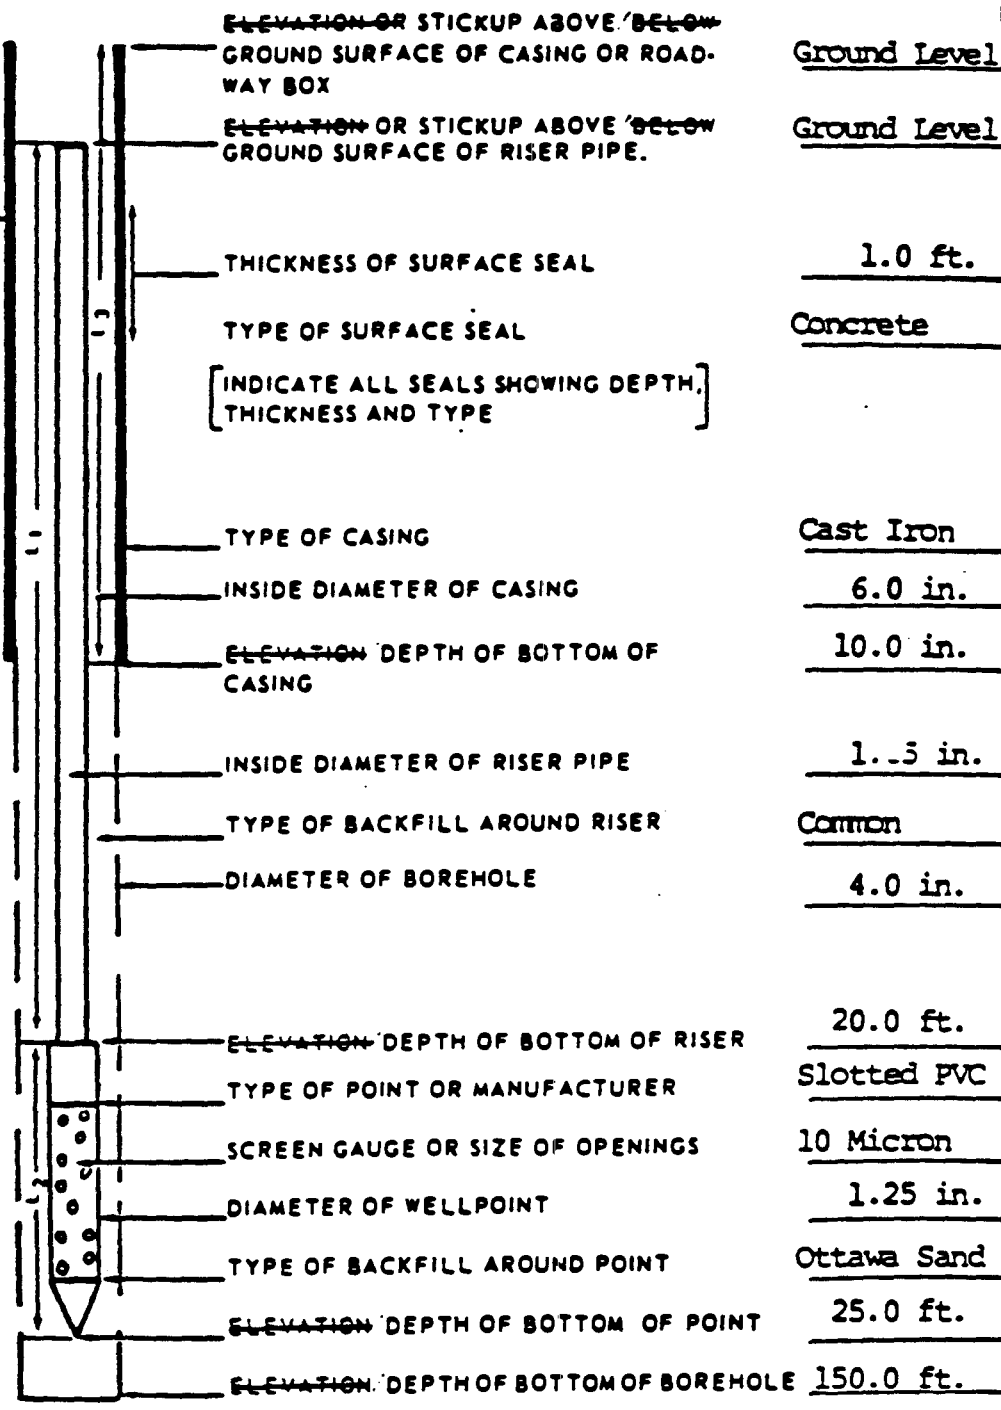 ELEVATION OR STICKUP ABOVE/BELOW
GROUND SURFACE OF CASING OR ROAD-
WAY BOX
Ground Level
ELEVATION OR STICKUP ABOVE/BELOW
GROUND SURFACE OF RISER PIPE.
Ground Level
THICKNESS OF SURFACE SEAL
1.0 ft.
TYPE OF SURFACE SEAL
Concrete
[INDICATE ALL SEALS SHOWING DEPTH,
THICKNESS AND TYPE]
L3
L1
TYPE OF CASING
Cast Iron
INSIDE DIAMETER OF CASING
6.0 in.
ELEVATION/DEPTH OF BOTTOM OF
CASING
10.0 in.
INSIDE DIAMETER OF RISER PIPE
in.
TYPE OF BACKFILL AROUND RISER
Common
DIAMETER OF BOREHOLE
4.0 in.
ELEVATION/DEPTH OF BOTTOM OF RISER
20.0 ft.
TYPE OF POINT OR MANUFACTURER
Slotted PVC
SCREEN GAUGE OR SIZE OF OPENINGS
10 Micron
L2
DIAMETER OF WELLPOINT
1.25 in.
TYPE OF BACKFILL AROUND POINT
Ottawa Sand
ELEVATION/DEPTH OF BOTTOM OF POINT
25.0 ft.
ELEVATION/DEPTH OF BOTTOM OF BOREHOLE
150.0 ft.